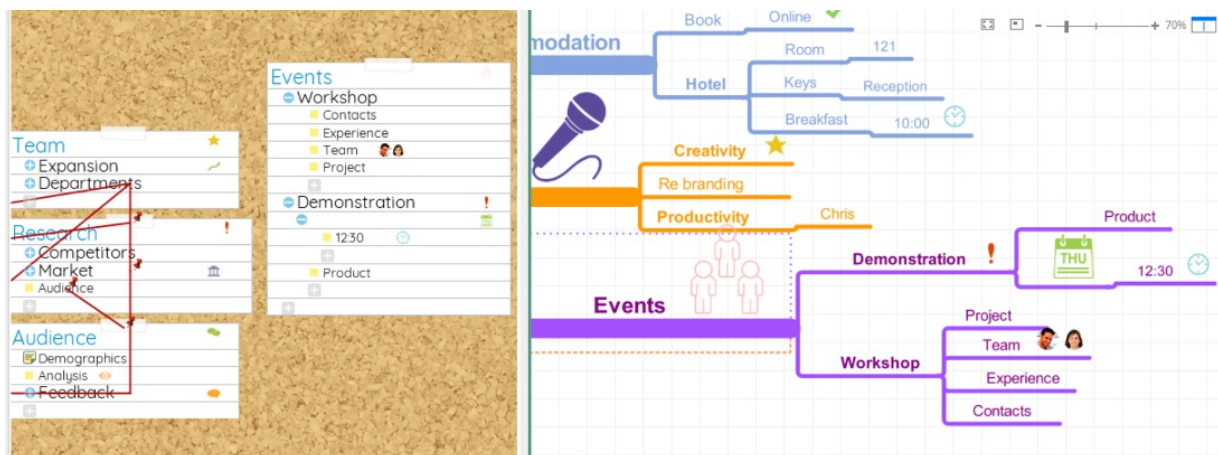 Team
Expansion
Departments
Research
Competitors
Market
Audience
Audience
Demographics
Analysis
Feedback
Events
Workshop
Contacts
Experience
Team
Project
Demonstration
12:30
Product
modation
Book
Online
Hotel
Room
121
Keys
Reception
Breakfast
10:00
Creativity
Re branding
Productivity
Chris
Events
Demonstration
Product
THU
12:30
Workshop
Project
Team
Experience
Contacts
70%